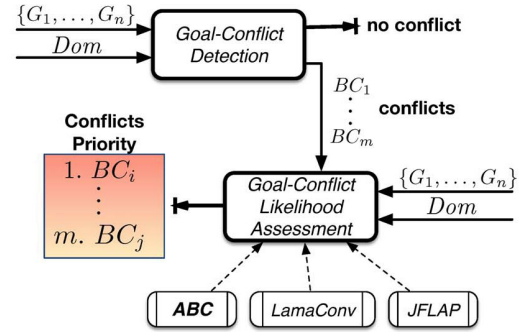 {G₁, . . . , Gₙ}
Dom
Goal-Conflict
Detection
no conflict
BC₁
⋮
BCₘ
conflicts
Conflicts
Priority
1. BCᵢ
⋮
m. BCⱼ
Goal-Conflict
Likelihood
Assessment
{G₁, . . . , Gₙ}
Dom
ABC
LamaConv
JFLAP